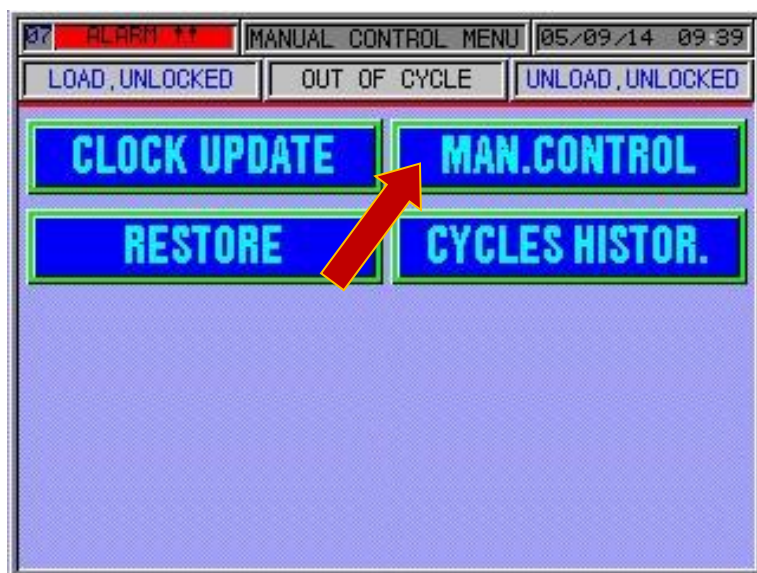 07 ALARM !! MANUAL CONTROL MENU 05/09/14 09:39
LOAD,UNLOCKED OUT OF CYCLE UNLOAD,UNLOCKED
CLOCK UPDATE MAN.CONTROL
RESTORE CYCLES HISTOR.